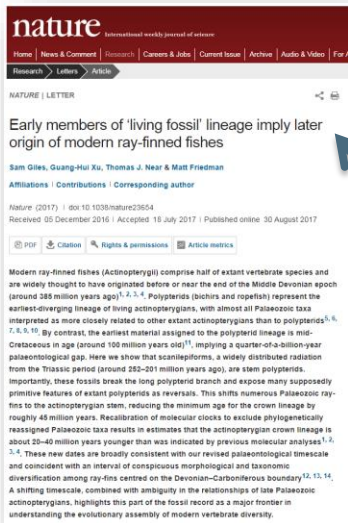 nature International weekly journal of science
Home | News & Comment | Research | Careers & Jobs | Current Issue | Archive | Audio & Video | For A
Research Letters Article
NATURE | LETTER
Early members of 'living fossil' lineage imply later
origin of modern ray-finned fishes
Sam Giles, Guang-Hui Xu, Thomas J. Near & Matt Friedman
Affiliations | Contributions | Corresponding author
Nature (2017) | doi:10.1038/nature23654
Received 05 December 2016 | Accepted 18 July 2017 | Published online 30 August 2017
PDF Citation Rights & permissions Article metrics
Modern ray-finned fishes (Actinopterygii) comprise half of extant vertebrate species and
are widely thought to have originated before or near the end of the Middle Devonian epoch
(around 385 million years ago)1, 2, 3, 4. Polypterids (bichirs and ropefish) represent the
earliest-diverging lineage of living actinopterygians, with almost all Palaeozoic taxa
interpreted as more closely related to other extant actinopterygians than to polypterids5, 6,
7, 8, 9, 10. By contrast, the earliest material assigned to the polypterid lineage is mid-
Cretaceous in age (around 100 million years old)11, implying a quarter-of-a-billion-year
palaeontological gap. Here we show that scanilepiforms, a widely distributed radiation
from the Triassic period (around 252–201 million years ago), are stem polypterids.
Importantly, these fossils break the long polypterid branch and expose many supposedly
primitive features of extant polypterids as reversals. This shifts numerous Palaeozoic ray-
fins to the actinopterygian stem, reducing the minimum age for the crown lineage by
roughly 45 million years. Recalibration of molecular clocks to exclude phylogenetically
reassigned Palaeozoic taxa results in estimates that the actinopterygian crown lineage is
about 20–40 million years younger than was indicated by previous molecular analyses1, 2,
3, 4. These new dates are broadly consistent with our revised palaeontological timescale
and coincident with an interval of conspicuous morphological and taxonomic
diversification among ray-fins centred on the Devonian–Carboniferous boundary12, 13, 14.
A shifting timescale, combined with ambiguity in the relationships of late Palaeozoic
actinopterygians, highlights this part of the fossil record as a major frontier in
understanding the evolutionary assembly of modern vertebrate diversity.